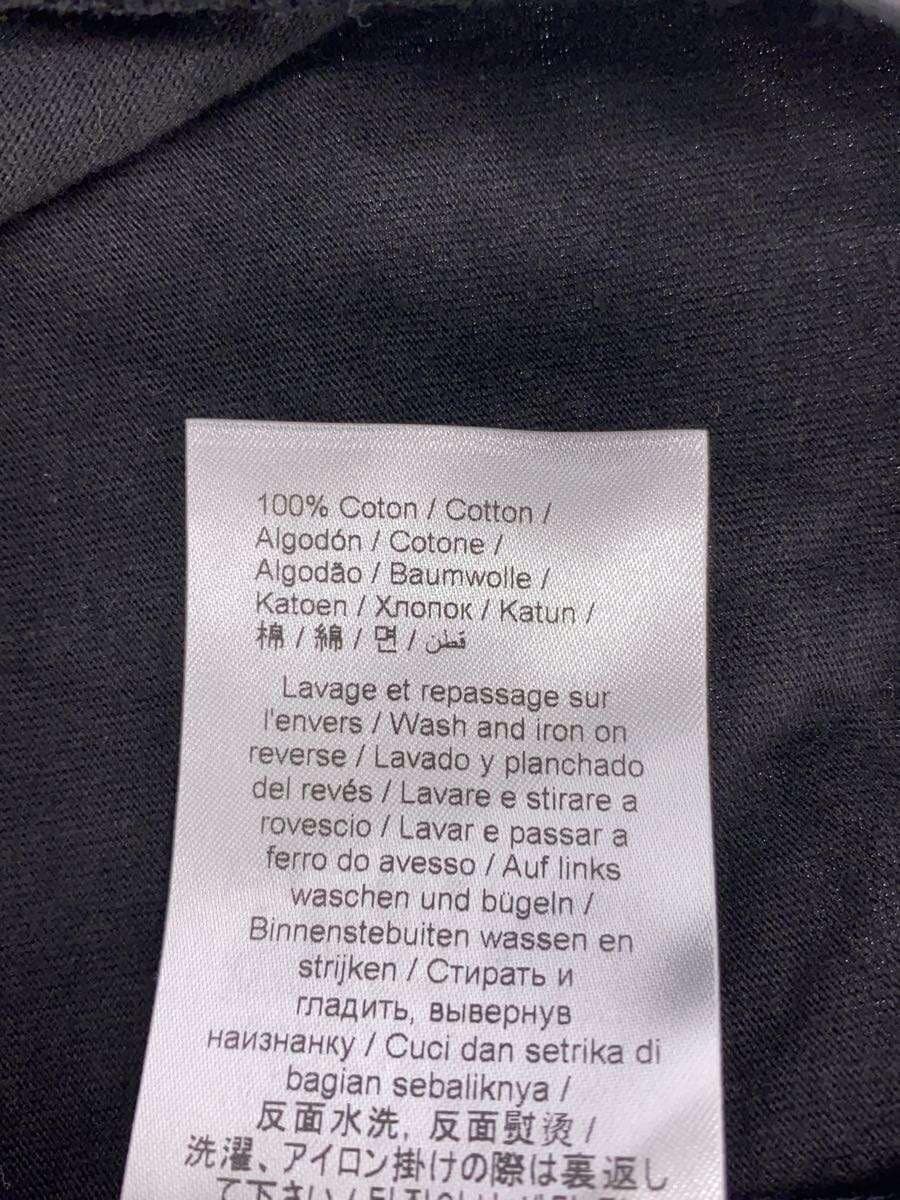 100% Coton / Cotton /
Algodón / Cotone /
Algodão / Baumwolle /
Katoen / Хлопок / Katun /
棉 / 綿 / 면 / قطن
Lavage et repassage sur
l'envers / Wash and iron on
reverse / Lavado y planchado
del revés / Lavare e stirare a
rovescio / Lavar e passar a
ferro do avesso / Auf links
waschen und bügeln /
Binnenstebuiten wassen en
strijken / Стирать и
гладить, вывернув
наизнанку / Cuci dan setrika di
bagian sebaliknya /
反面水洗, 反面熨烫 /
洗濯、アイロン掛けの際は裏返し
て下さい /